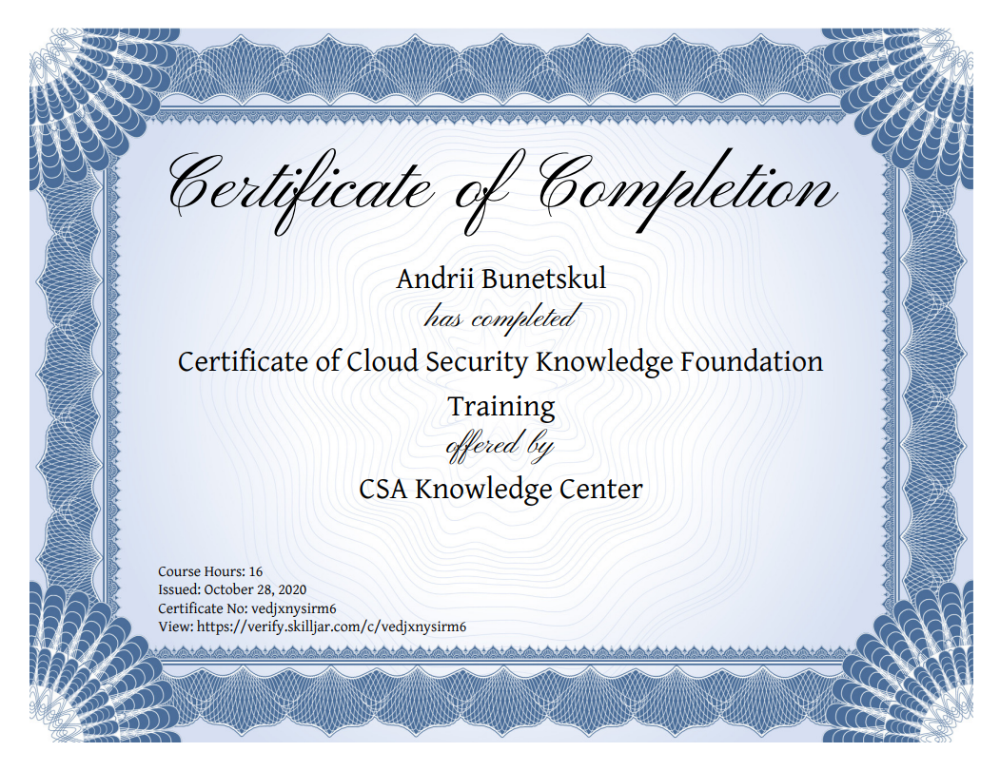 Certificate of Completion
Andrii Bunetskul
has completed
Certificate of Cloud Security Knowledge Foundation
Training
offered by
CSA Knowledge Center
Course Hours: 16
Issued: October 28, 2020
Certificate No: vedjxnysirm6
View: https://verify.skilljar.com/c/vedjxnysirm6